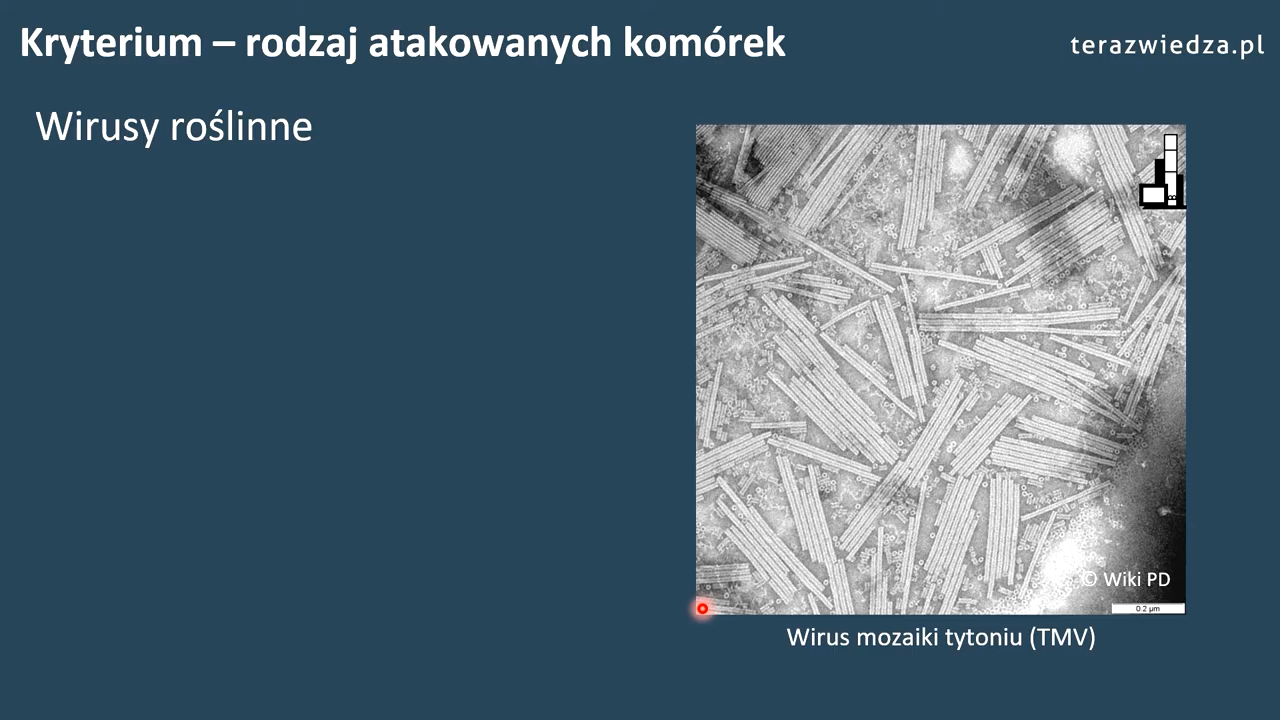 Kryterium – rodzaj atakowanych komórek
terazwiedza.pl
Wirusy roślinne
© Wiki PD
0.2 µm
Wirus mozaiki tytoniu (TMV)